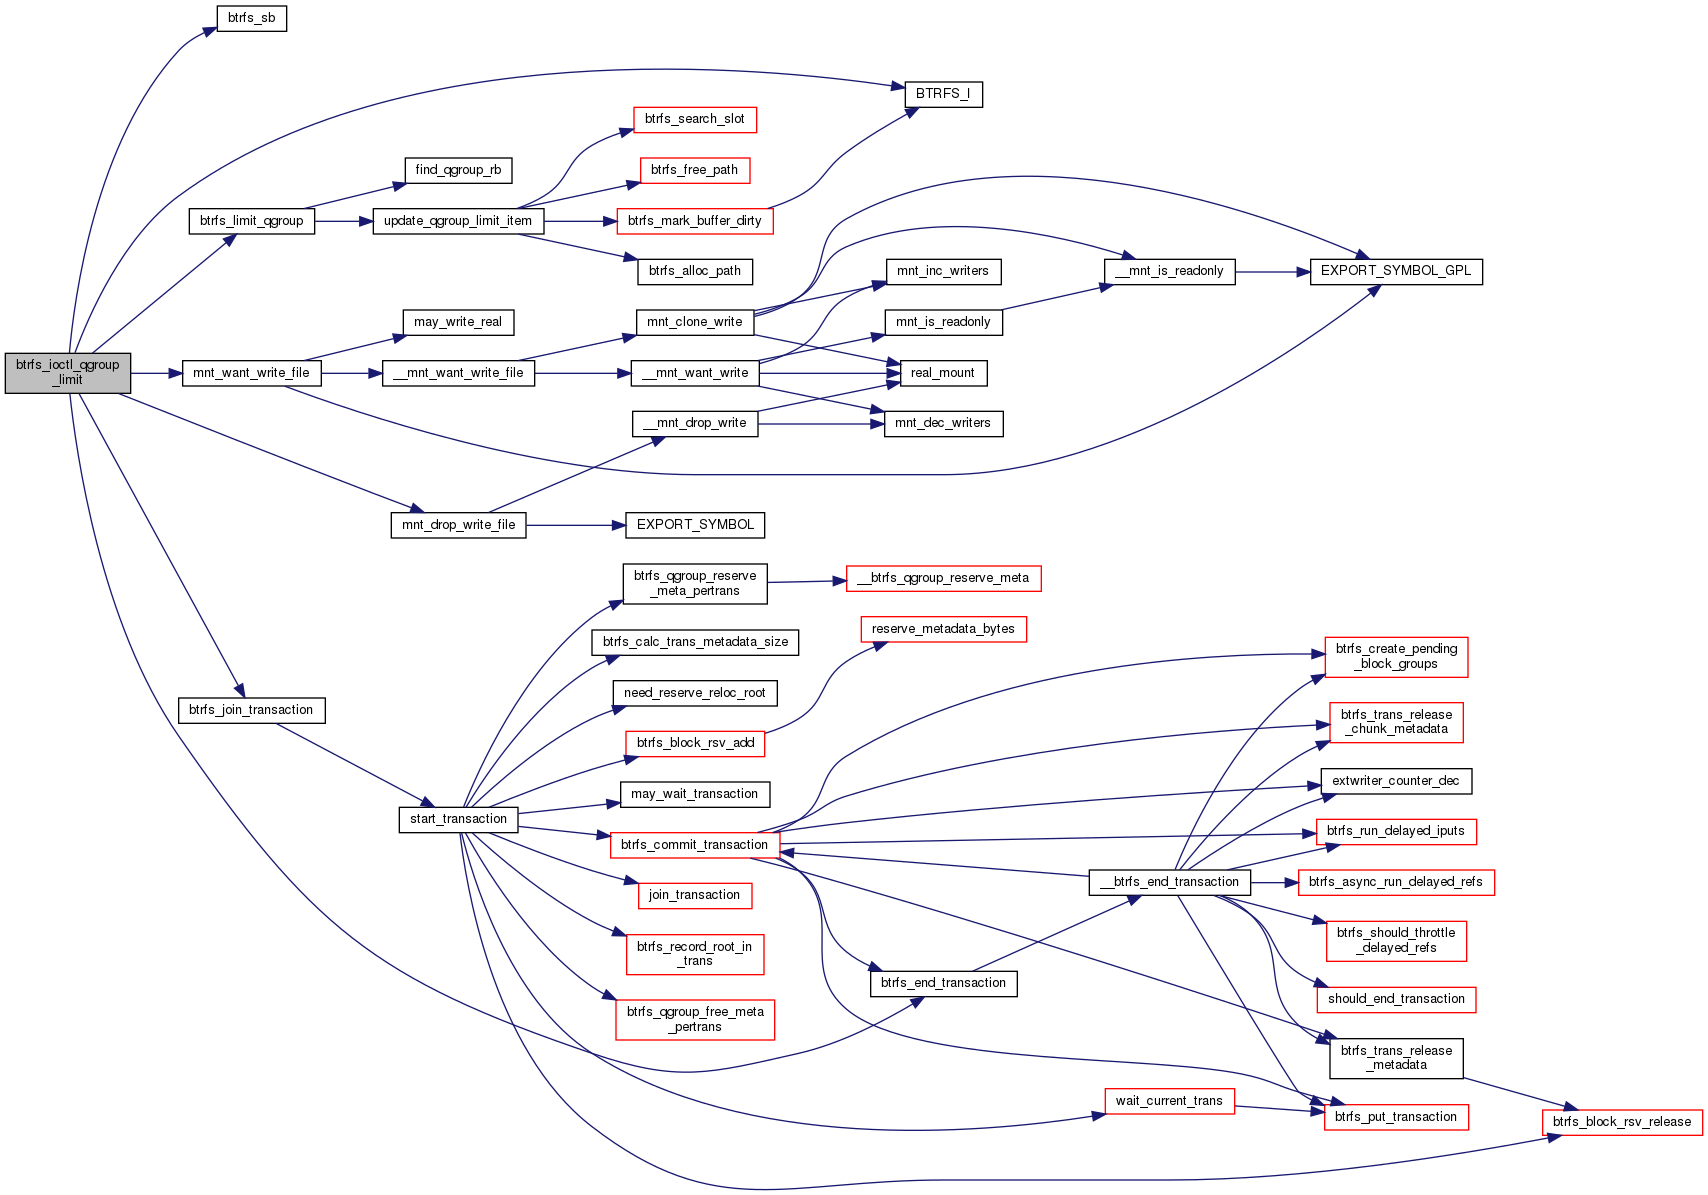 btrfs_sb
BTRFS_I
btrfs_search_slot
find_qgroup_rb
btrfs_free_path
btrfs_limit_qgroup
update_qgroup_limit_item
btrfs_mark_buffer_dirty
btrfs_alloc_path
mnt_inc_writers
__mnt_is_readonly
EXPORT_SYMBOL_GPL
may_write_real
mnt_clone_write
mnt_is_readonly
btrfs_ioctl_qgroup
_limit
mnt_want_write_file
__mnt_want_write_file
__mnt_want_write
real_mount
__mnt_drop_write
mnt_dec_writers
mnt_drop_write_file
EXPORT_SYMBOL
btrfs_qgroup_reserve
_meta_pertrans
__btrfs_qgroup_reserve_meta
reserve_metadata_bytes
btrfs_calc_trans_metadata_size
btrfs_create_pending
_block_groups
need_reserve_reloc_root
btrfs_join_transaction
btrfs_trans_release
_chunk_metadata
btrfs_block_rsv_add
extwriter_counter_dec
may_wait_transaction
start_transaction
btrfs_run_delayed_iputs
btrfs_commit_transaction
__btrfs_end_transaction
btrfs_async_run_delayed_refs
join_transaction
btrfs_should_throttle
_delayed_refs
btrfs_record_root_in
_trans
btrfs_end_transaction
should_end_transaction
btrfs_qgroup_free_meta
_pertrans
btrfs_trans_release
_metadata
wait_current_trans
btrfs_put_transaction
btrfs_block_rsv_release